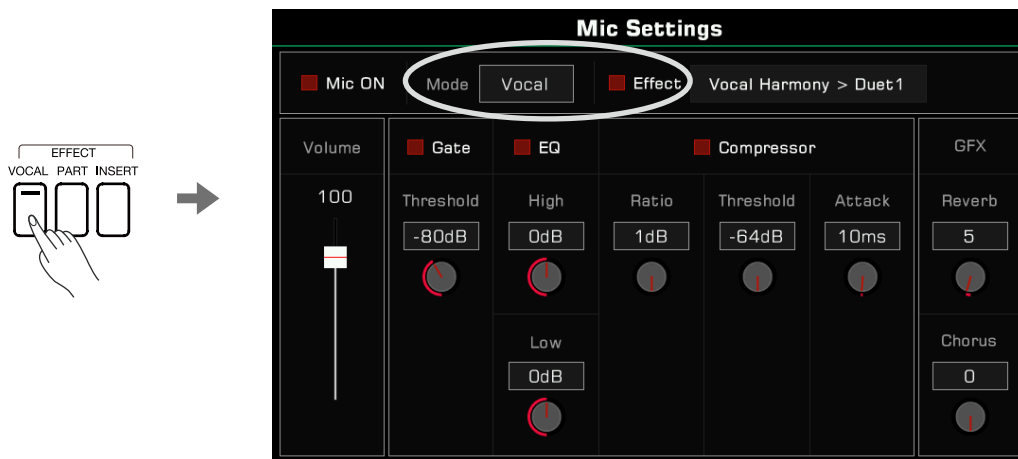 Mic Settings
Mic ON Mode Vocal Effect Vocal Harmony > Duet1
EFFECT
VOCAL PART INSERT
Volume Gate EQ Compressor GFX
100 Threshold High Ratio Threshold Attack Reverb
-80dB 0dB 1dB -64dB 10ms 5
Low Chorus
0dB 0